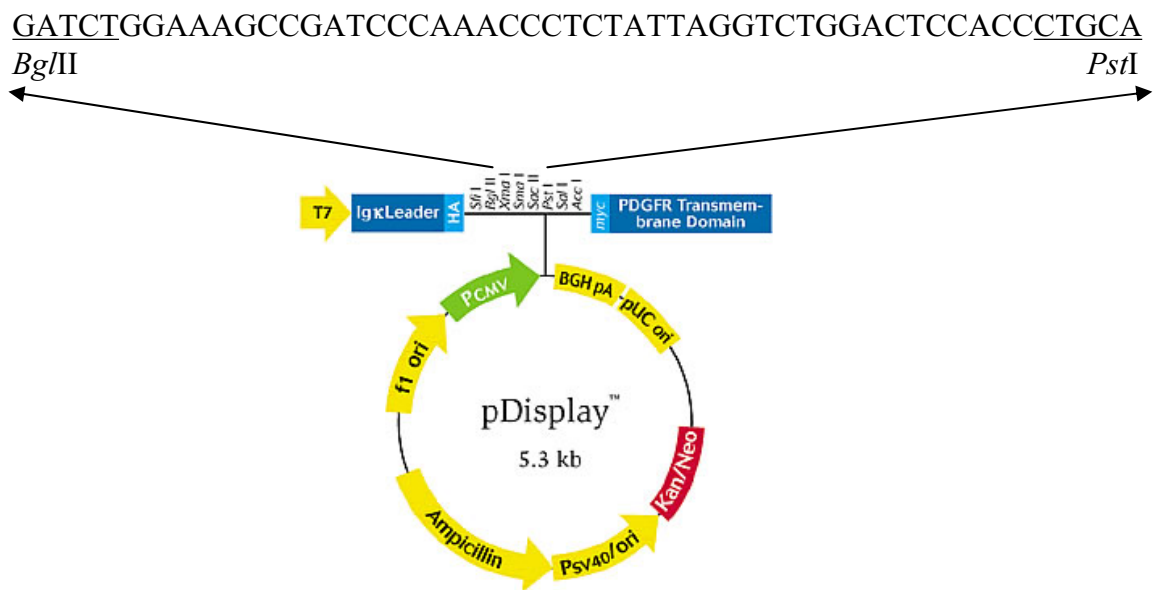 GATCTGGAAAGCCGATCCCAAACCCTCTATTAGGTCTGGACTCCACCCTGCA
BglII PstI
Sfi I
Bgl II
Xma I
Sma I
Sac II
Pst I
Sal I
Acc I
T7 IgκLeader HA myc PDGFR Transmem-
brane Domain
PCMV BGH pA pUC ori
f1 ori
pDisplay™
5.3 kb
Kan/Neo
Ampicillin PSV40/ori